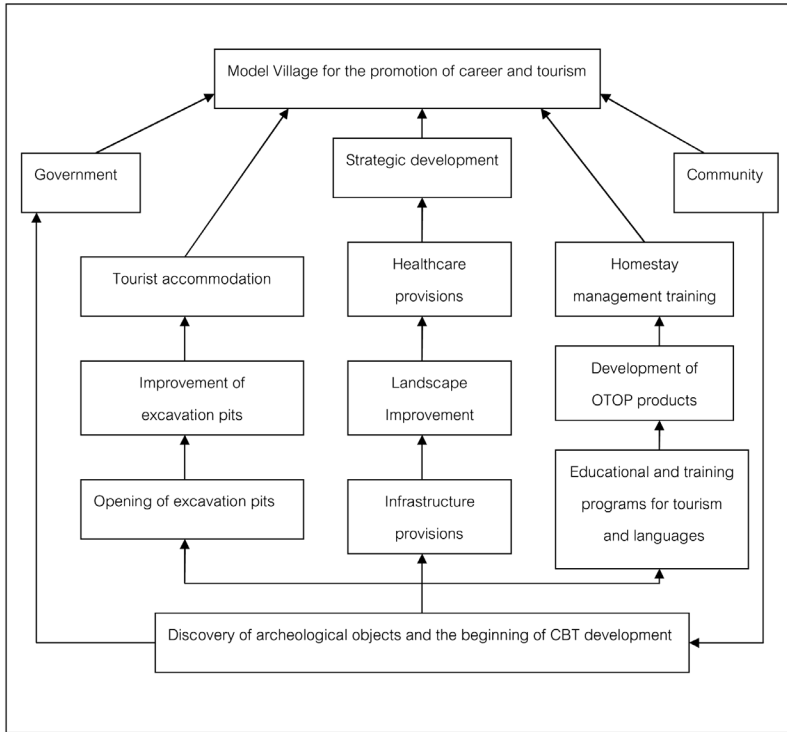 Model Village for the promotion of career and tourism
Government
Strategic development
Community
Tourist accommodation
Healthcare
provisions
Homestay
management training
Improvement of
excavation pits
Landscape
Improvement
Development of
OTOP products
Opening of excavation pits
Infrastructure
provisions
Educational and training
programs for tourism
and languages
Discovery of archeological objects and the beginning of CBT development